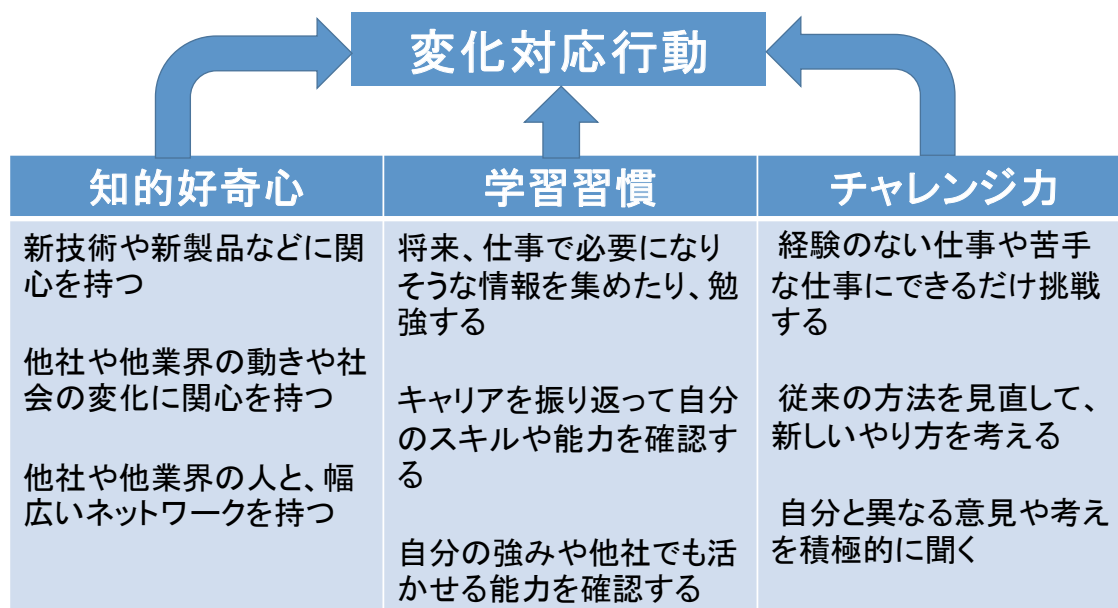 変化対応行動
知的好奇心
学習習慣
チャレンジ力
新技術や新製品などに関
心を持つ
他社や他業界の動きや社
会の変化に関心を持つ
他社や他業界の人と、幅
広いネットワークを持つ
将来、仕事で必要になり
そうな情報を集めたり、勉
強する
キャリアを振り返って自分
のスキルや能力を確認す
る
自分の強みや他社でも活
かせる能力を確認する
経験のない仕事や苦手
な仕事にできるだけ挑戦
する
従来の方法を見直して、
新しいやり方を考える
自分と異なる意見や考え
を積極的に聞く